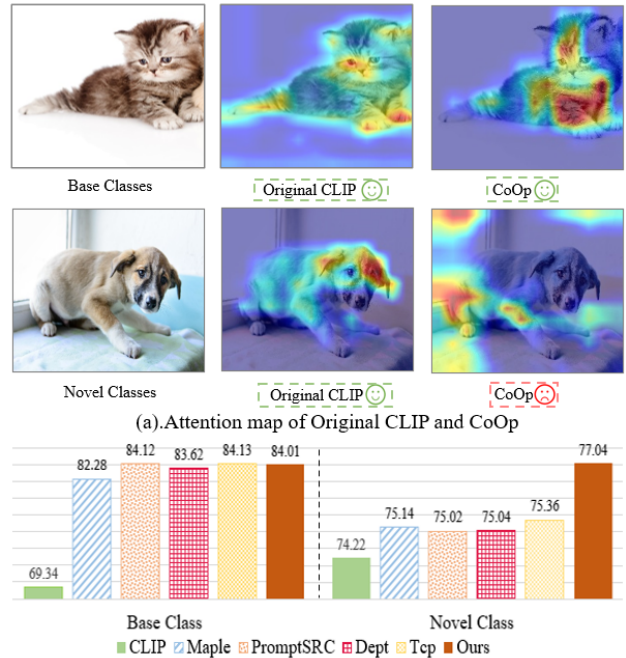 Base Classes
Original CLIP
CoOp
Novel Classes
Original CLIP
CoOp
(a).Attention map of Original CLIP and CoOp
69.34 82.28 84.12 83.62 84.13 84.01 74.22 75.14 75.02 75.04 75.36 77.04
Base Class Novel Class
CLIP Maple PromptSRC Dept Tcp Ours